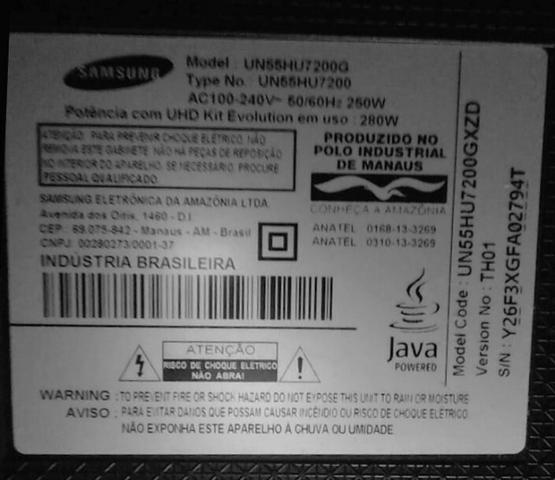 SAMSUNG
Model : UN55HU7200G
Type No. UN55HU7200
AC100-240V~ 50/60Hz 250W
Potência com UHD Kit Evolution em uso : 280W
ATENÇÃO: PARA PREVENIR CHOQUE ELÉTRICO, NÃO
REMOVA ESTE GABINETE. NÃO HÁ PEÇAS DE REPOSIÇÃO
NO INTERIOR DO APARELHO. SE NECESSÁRIO, PROCURE
PESSOAL QUALIFICADO.
PRODUZIDO NO
POLO INDUSTRIAL
DE MANAUS
CONHEÇA A AMAZÔNIA
SAMSUNG ELETRÔNICA DA AMAZÔNIA LTDA.
Avenida dos Oitis, 1460 - D.I.
CEP : 69.075-842 - Manaus - AM - Brasil
CNPJ: 00280273/0001-37
INDÚSTRIA BRASILEIRA
ANATEL 0168-13-3269
ANATEL 0310-13-3269
Java
POWERED
ATENÇÃO
RISCO DE CHOQUE ELÉTRICO
NÃO ABRA!
WARNING : TO PREVENT FIRE OR SHOCK HAZARD DO NOT EXPOSE THIS UNIT TO RAIN OR MOISTURE
AVISO : PARA EVITAR DANOS QUE POSSAM CAUSAR INCÊNDIO OU RISCO DE CHOQUE ELÉTRICO
NÃO EXPONHA ESTE APARELHO À CHUVA OU UMIDADE
Model Code : UN55HU7200GXZD
Version No : TH01
S/N : Y26F3XGFA02794T